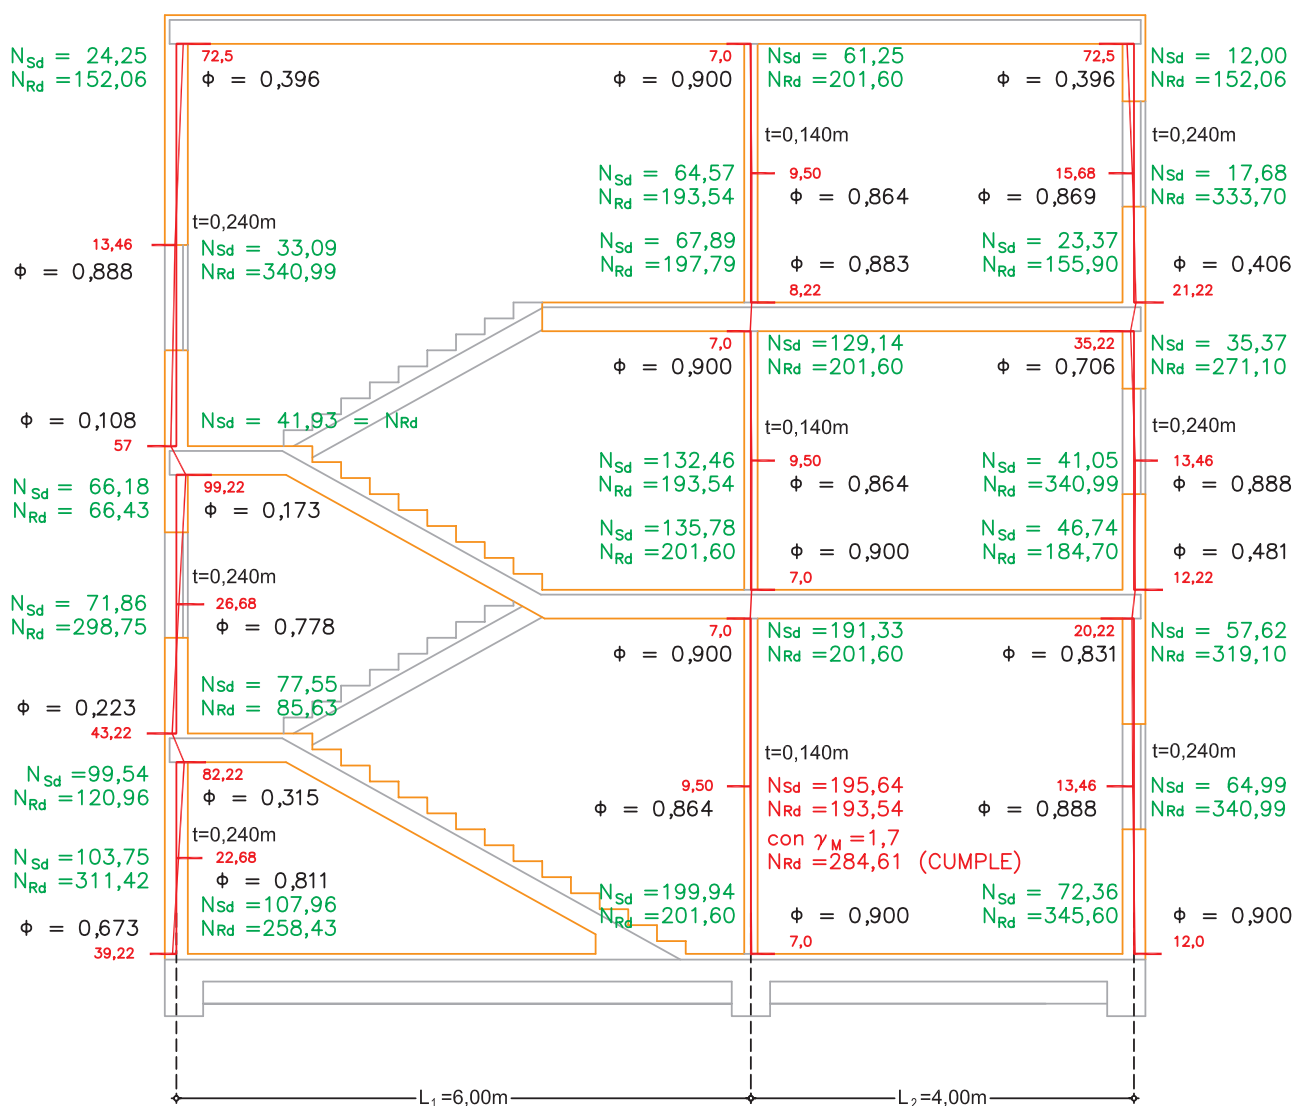 NSd = 24,25
NRd =152,06
72,5
Φ = 0,396
7,0
Φ = 0,900
NSd = 61,25
NRd =201,60
72,5
Φ = 0,396
NSd = 12,00
NRd =152,06
t=0,140m
t=0,240m
NSd = 64,57
NRd =193,54
9,50
Φ = 0,864
15,68
Φ = 0,869
NSd = 17,68
NRd =333,70
t=0,240m
13,46
Φ = 0,888
NSd = 33,09
NRd =340,99
NSd = 67,89
NRd =197,79
Φ = 0,883
8,22
NSd = 23,37
NRd =155,90
Φ = 0,406
21,22
7,0
Φ = 0,900
NSd =129,14
NRd =201,60
35,22
Φ = 0,706
NSd = 35,37
NRd =271,10
Φ = 0,108
57
NSd = 41,93 = NRd
t=0,140m
t=0,240m
NSd =132,46
NRd =193,54
9,50
Φ = 0,864
NSd = 41,05
NRd =340,99
13,46
Φ = 0,888
NSd = 66,18
NRd = 66,43
99,22
Φ = 0,173
NSd =135,78
NRd =201,60
Φ = 0,900
7,0
NSd = 46,74
NRd =184,70
Φ = 0,481
12,22
t=0,240m
NSd = 71,86
NRd =298,75
26,68
Φ = 0,778
7,0
Φ = 0,900
NSd =191,33
NRd =201,60
20,22
Φ = 0,831
NSd = 57,62
NRd =319,10
NSd = 77,55
NRd = 85,63
Φ = 0,223
43,22
NSd =99,54
NRd =120,96
82,22
Φ = 0,315
t=0,140m
t=0,240m
9,50
Φ = 0,864
NSd =195,64
NRd =193,54
con γM=1,7
NRd =284,61 (CUMPLE)
13,46
Φ = 0,888
NSd = 64,99
NRd =340,99
t=0,240m
NSd =103,75
NRd =311,42
22,68
Φ = 0,811
NSd =107,96
NRd =258,43
Φ = 0,673
39,22
NSd =199,94
NRd =201,60
Φ = 0,900
7,0
NSd = 72,36
NRd =345,60
Φ = 0,900
12,0
L1=6,00m
L2=4,00m